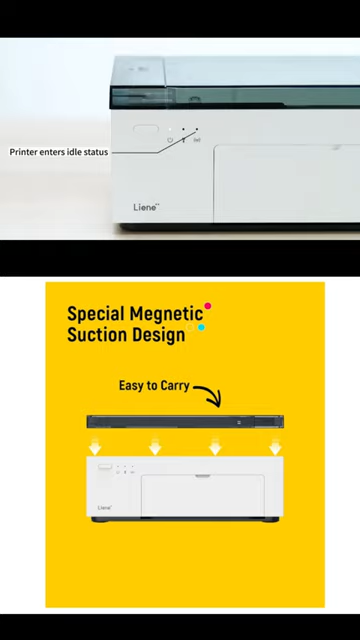 Printer enters idle status
Liene
Special Megnetic
Suction Design
Easy to Carry
Liene